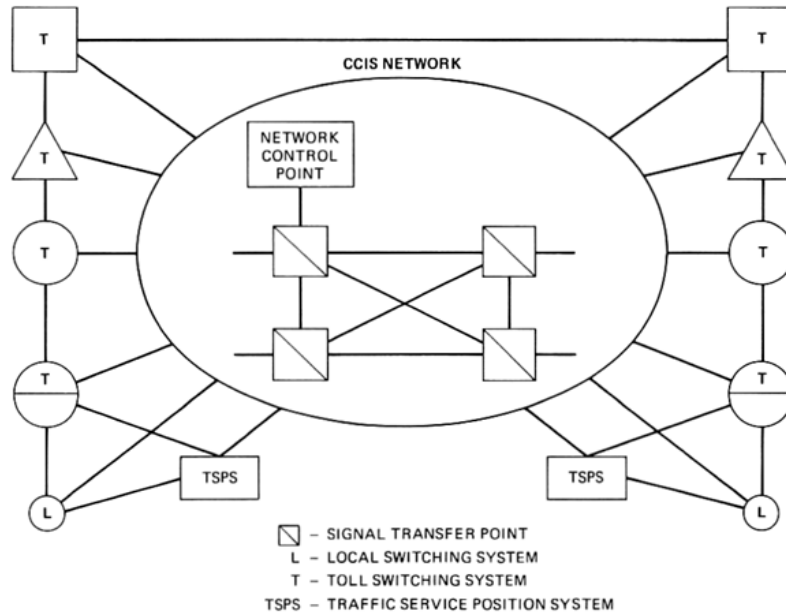 T
T
CCIS NETWORK
NETWORK
CONTROL
POINT
T
T
T
T
T
T
TSPS
TSPS
L
L
– SIGNAL TRANSFER POINT
L – LOCAL SWITCHING SYSTEM
T – TOLL SWITCHING SYSTEM
TSPS – TRAFFIC SERVICE POSITION SYSTEM